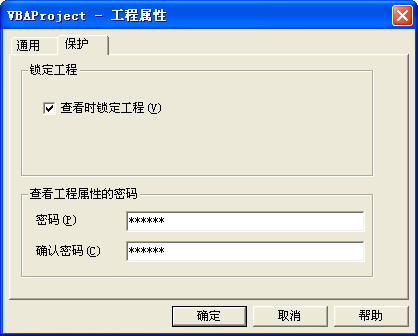 VBAProject - 工程属性
通用 保护
锁定工程
查看时锁定工程(V)
查看工程属性的密码
密码(P) ******
确认密码(C) ******
确定 取消 帮助